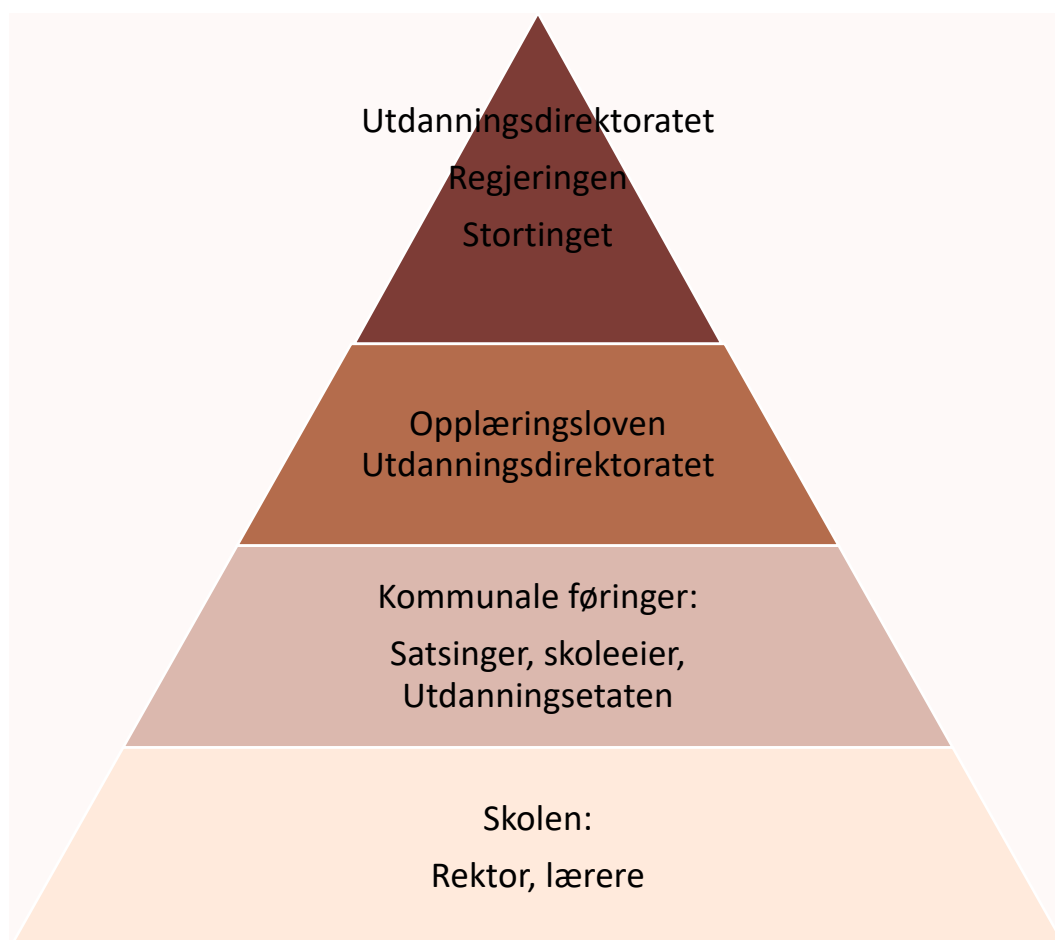 Utdanningsdirektoratet
Regjeringen
Stortinget
Opplæringsloven
Utdanningsdirektoratet
Kommunale føringer:
Satsinger, skoleeier,
Utdanningsetaten
Skolen:
Rektor, lærere